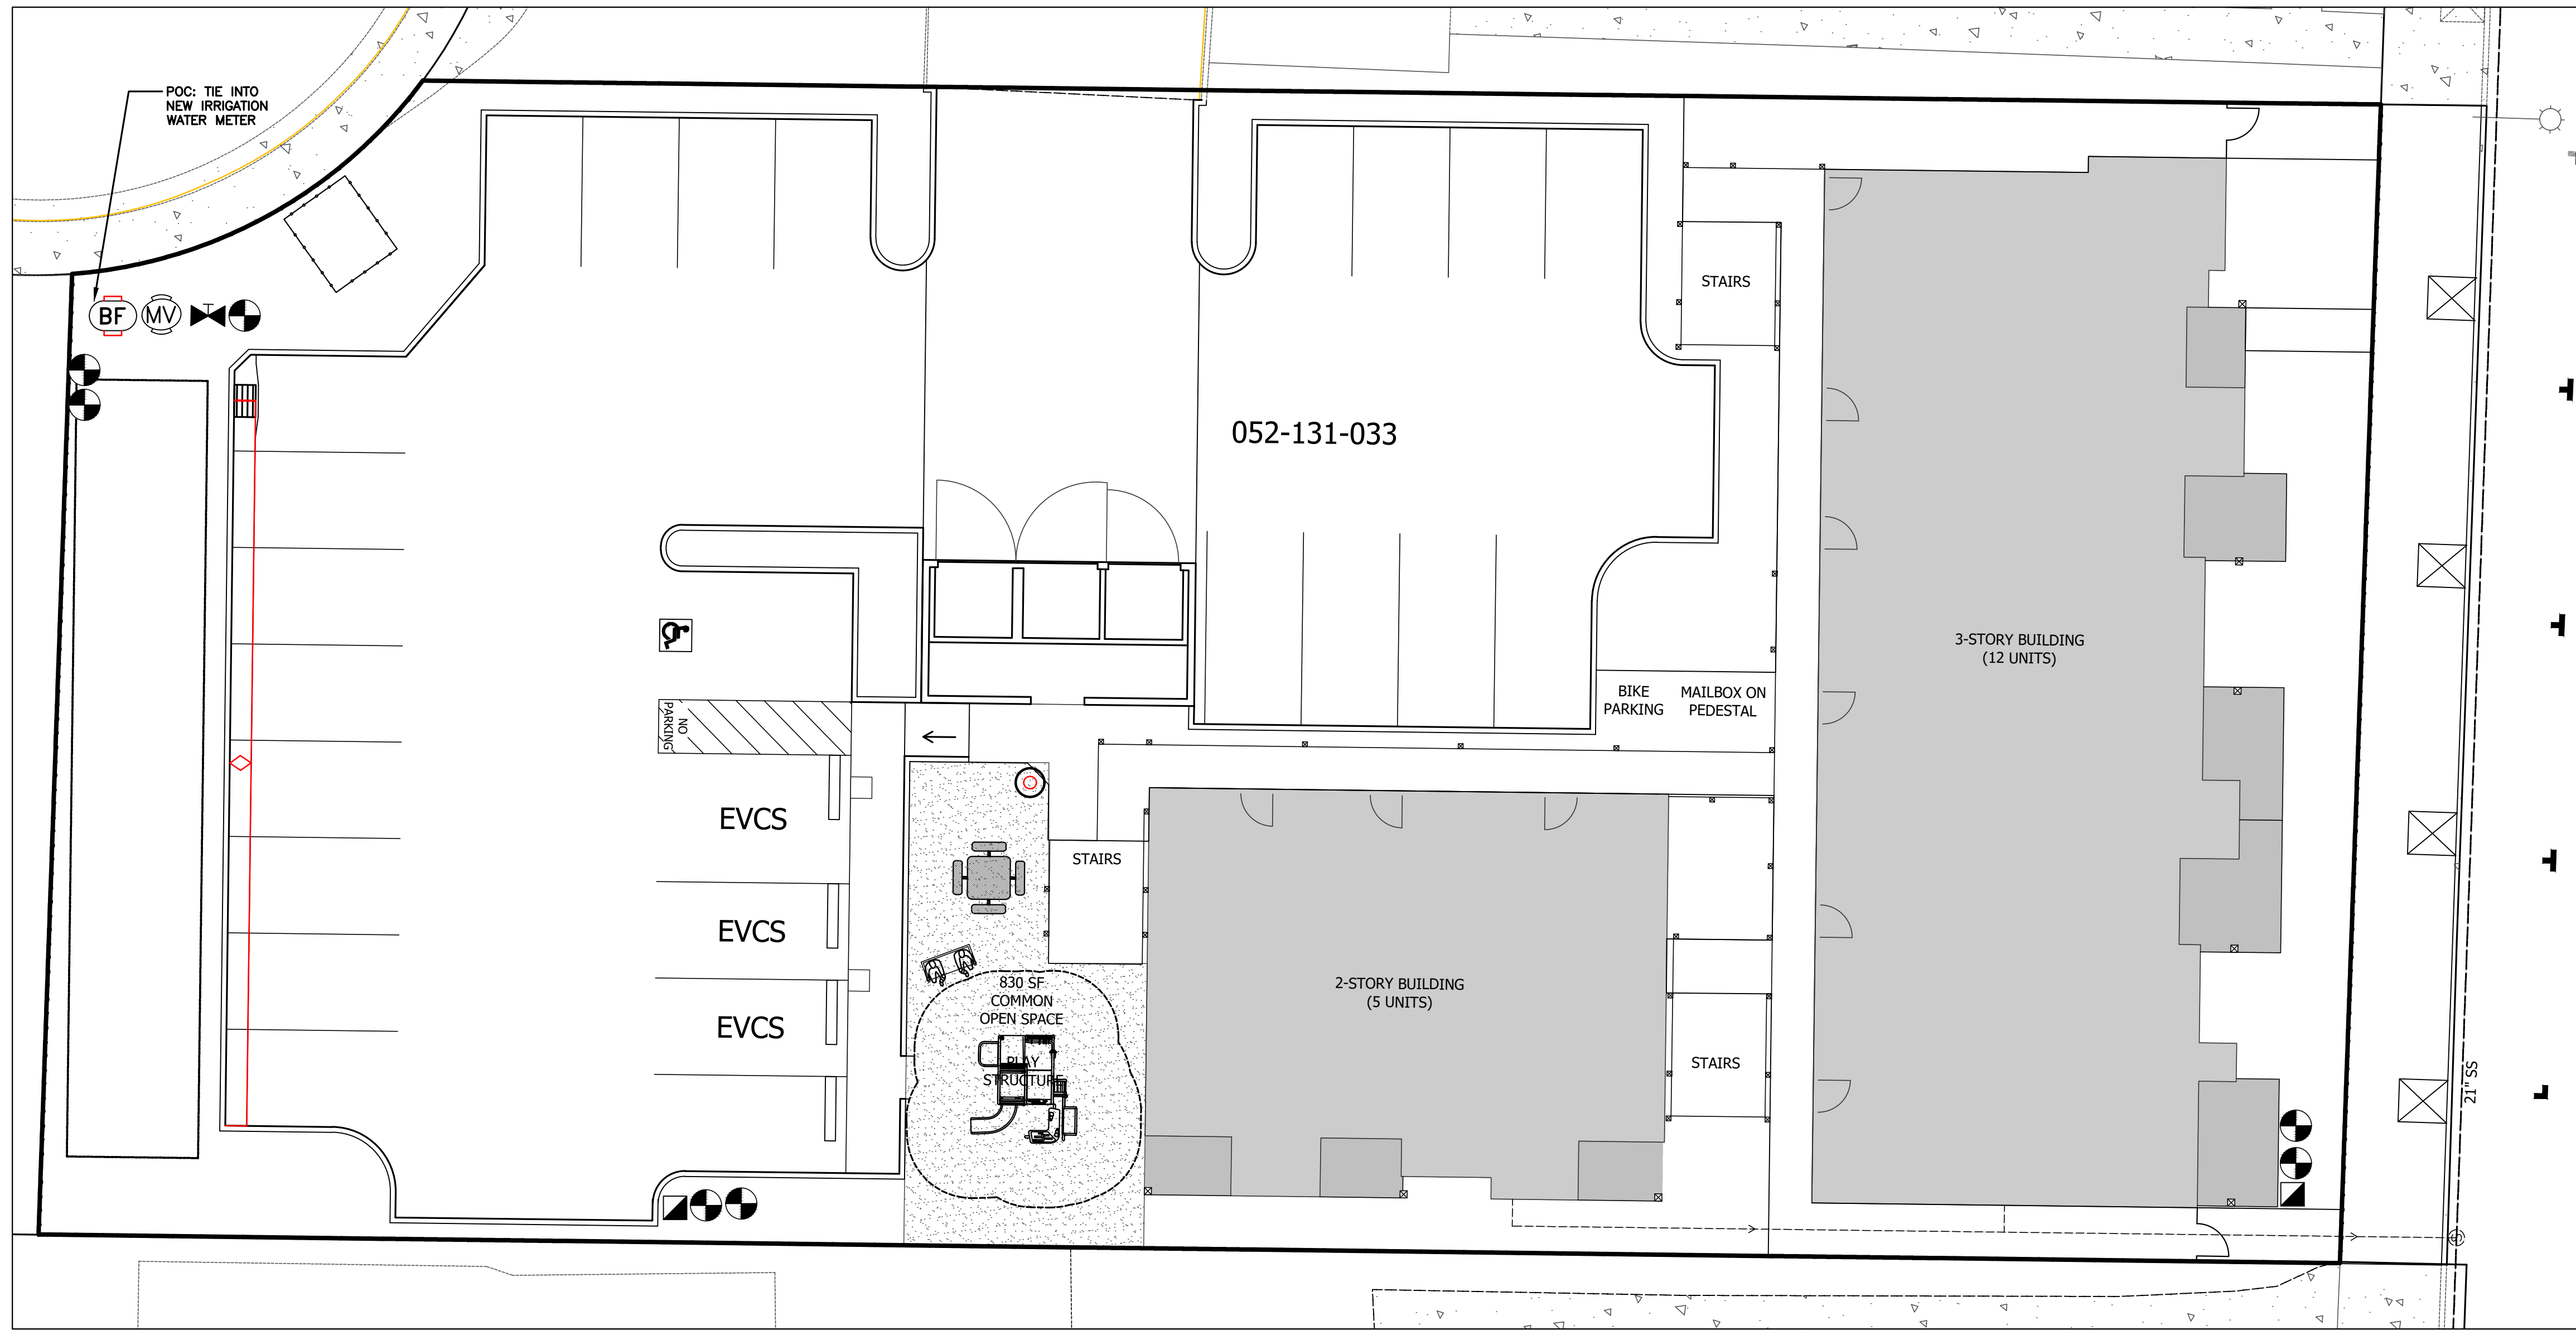 POC: TIE INTO
NEW IRRIGATION
WATER METER
BF
MV
052-131-033
STAIRS
3-STORY BUILDING
(12 UNITS)
BIKE
PARKING
MAILBOX ON
PEDESTAL
NO
PARKING
EVCS
EVCS
EVCS
STAIRS
830 SF
COMMON
OPEN SPACE
PLAY
STRUCTURE
2-STORY BUILDING
(5 UNITS)
STAIRS
21" SS
S